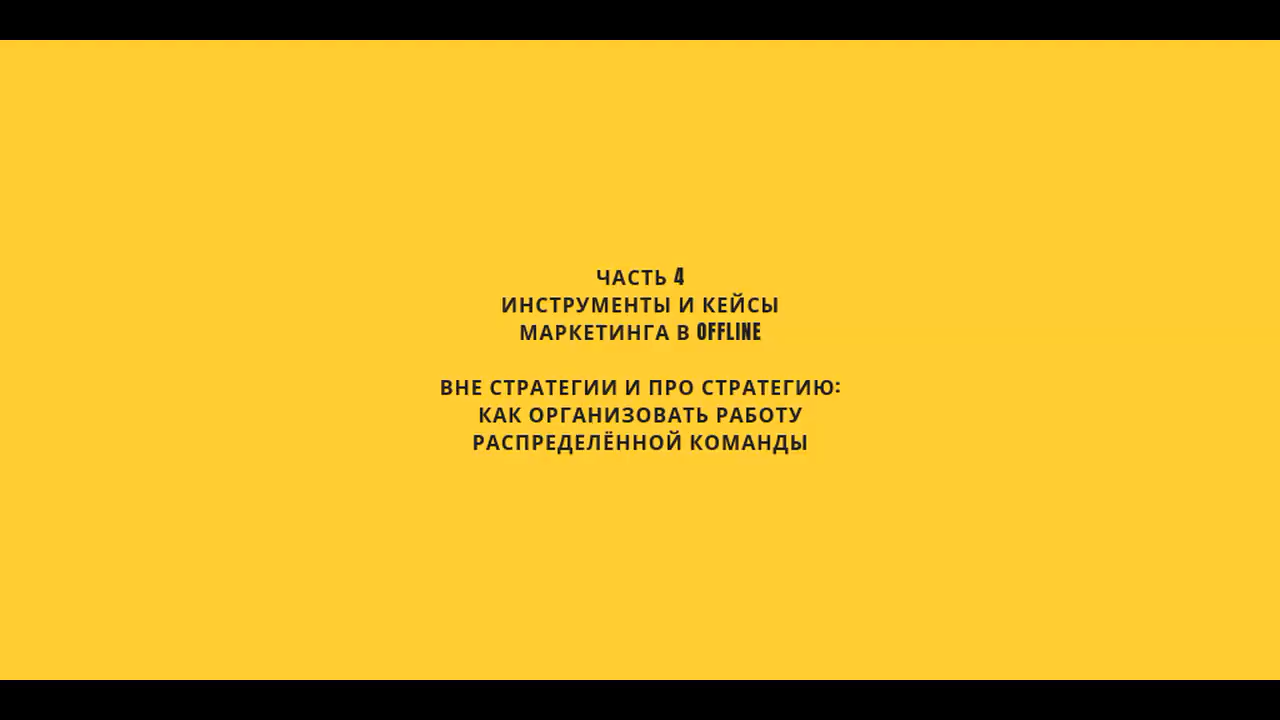 ЧАСТЬ 4
ИНСТРУМЕНТЫ И КЕЙСЫ
МАРКЕТИНГА В OFFLINE
ВНЕ СТРАТЕГИИ И ПРО СТРАТЕГИЮ:
КАК ОРГАНИЗОВАТЬ РАБОТУ
РАСПРЕДЕЛЁННОЙ КОМАНДЫ